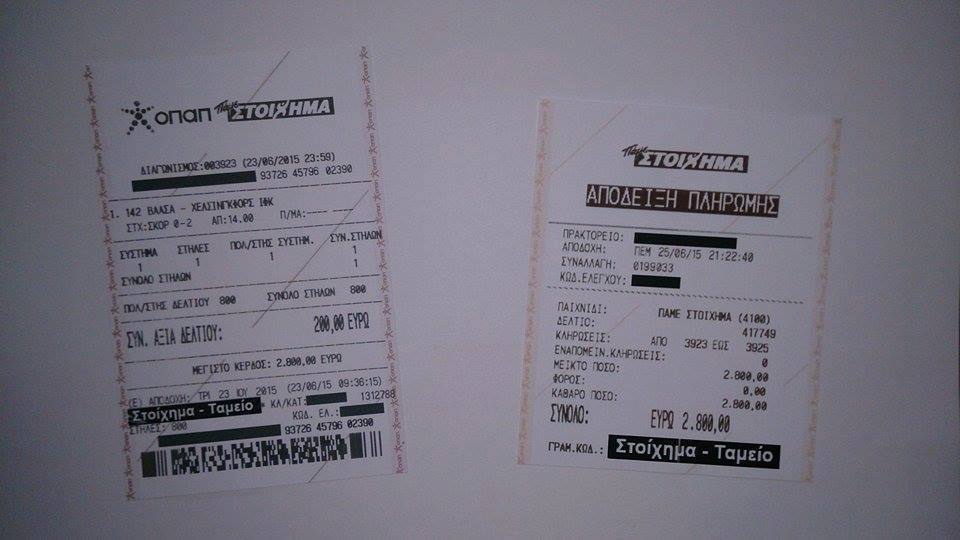 οπαπ Πάμε ΣΤΟΙΧΗΜΑ
ΔΙΑΓΩΝΙΣΜΟΣ:003923 (23/06/2015 23:59)
93726 45796 02390
1. 142 ΒΑΑΣΑ - ΧΕΛΣΙΝΓΚΦΟΡΣ ΙΦΚ
ΣΤΧ:ΣΚΟΡ 0-2 ΑΠ:14.00 Π/ΜΑ:---- ----
ΣΥΣΤΗΜΑ ΣΤΗΛΕΣ ΠΟΛ/ΣΤΗΣ ΣΥΣΤΗΜ. ΣΥΝ.ΣΤΗΛΩΝ
1 1 1 1
ΣΥΝΟΛΟ ΣΤΗΛΩΝ 1
ΠΟΛ/ΣΤΗΣ ΔΕΛΤΙΟΥ 800 ΣΥΝΟΛΟ ΣΤΗΛΩΝ 800
ΣΥΝ. ΑΞΙΑ ΔΕΛΤΙΟΥ: 200,00 ΕΥΡΩ
ΜΕΓΙΣΤΟ ΚΕΡΔΟΣ: 2.800,00 ΕΥΡΩ
(Ε) ΑΠΟΔΟΧΗ: ΤΡΙ 23 ΙΟΥ 2015 (23/06/15 09:36:15)
Στοίχημα - Ταμείο * ΚΛ/ΚΑΤ: 1312788
ΚΩΔ. ΕΛ.:
ΣΤΗΛΕΣ: 800
93726 45796 02390
Πάμε ΣΤΟΙΧΗΜΑ
ΑΠΟΔΕΙΞΗ ΠΛΗΡΩΜΗΣ
ΠΡΑΚΤΟΡΕΙΟ:
ΑΠΟΔΟΧΗ: ΠΕΜ 25/06/15 21:22:40
ΣΥΝΑΛΛΑΓΗ: 0199033
ΚΩΔ.ΕΛΕΓΧΟΥ:
ΠΑΙΧΝΙΔΙ: ΠΑΜΕ ΣΤΟΙΧΗΜΑ (4100)
ΔΕΛΤΙΟ: 417749
ΚΛΗΡΩΣΕΙΣ: ΑΠΟ 3923 ΕΩΣ 3925
ΕΝΑΠΟΜΕΙΝ.ΚΛΗΡΩΣΕΙΣ: 0
ΜΕΙΚΤΟ ΠΟΣΟ: 2.800,00
ΦΟΡΟΣ: 0,00
ΚΑΘΑΡΟ ΠΟΣΟ: 2.800,00
ΣΥΝΟΛΟ: ΕΥΡΩ 2.800,00
ΓΡΑΜ.ΚΩΔ.: Στοίχημα - Ταμείο